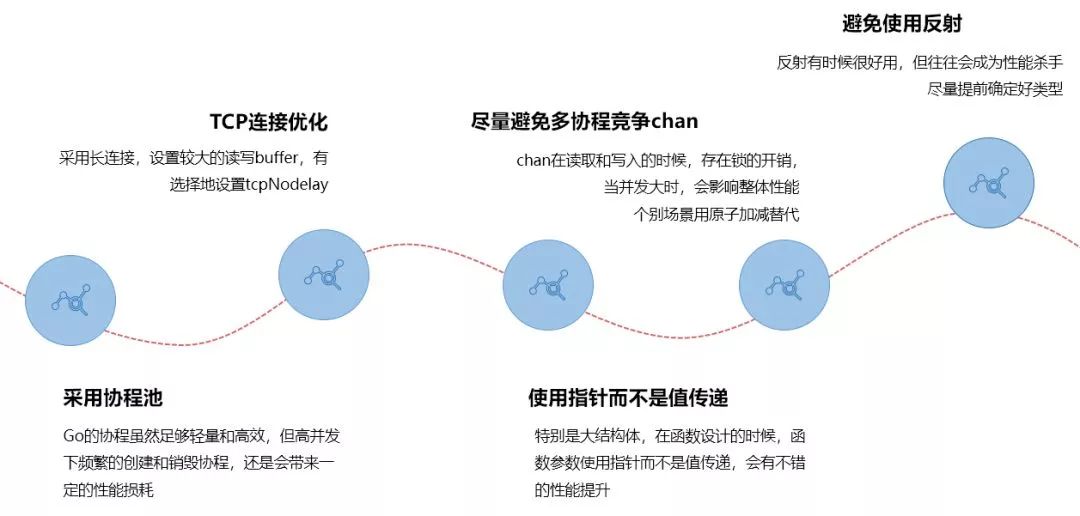 避免使用反射
反射有时候很好用，但往往会成为性能杀手
尽量提前确定好类型
TCP连接优化
采用长连接，设置较大的读写buffer，有
选择地设置tcpNodelay
尽量避免多协程竞争chan
chan在读取和写入的时候，存在锁的开销，
当并发大时，会影响整体性能
个别场景用原子加减替代
采用协程池
Go的协程虽然足够轻量和高效，但高并发
下频繁的创建和销毁协程，还是会带来一
定的性能损耗
使用指针而不是值传递
特别是大结构体，在函数设计的时候，函
数参数使用指针而不是值传递，会有不错
的性能提升